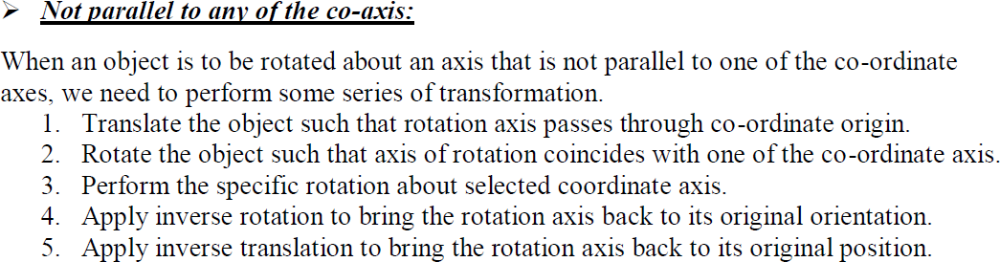 ➢ Not parallel to any of the co-axis:
When an object is to be rotated about an axis that is not parallel to one of the co-ordinate
axes, we need to perform some series of transformation.
1. Translate the object such that rotation axis passes through co-ordinate origin.
2. Rotate the object such that axis of rotation coincides with one of the co-ordinate axis.
3. Perform the specific rotation about selected coordinate axis.
4. Apply inverse rotation to bring the rotation axis back to its original orientation.
5. Apply inverse translation to bring the rotation axis back to its original position.